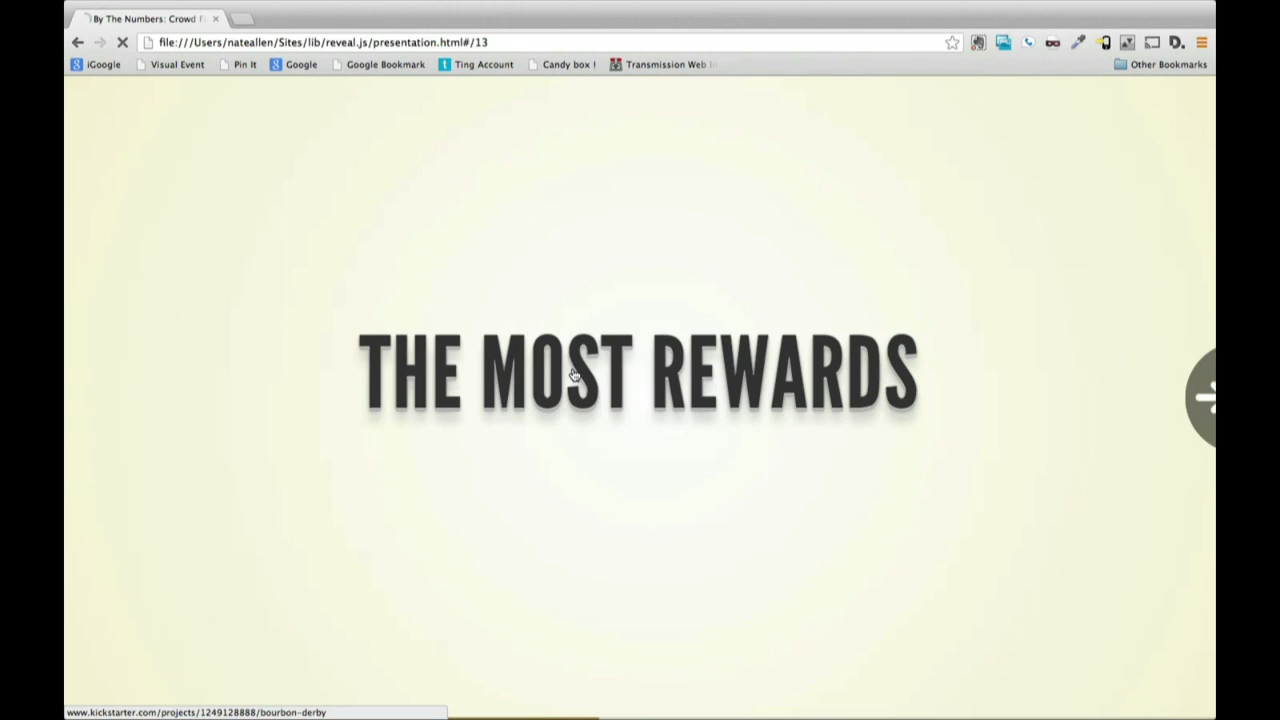 By The Numbers: Crowd
file:///Users/nateallen/Sites/lib/reveal.js/presentation.html#/13
iGoogle Visual Event Pin It Google Google Bookmark Ting Account Candy box ! Transmission Web Other Bookmarks
THE MOST REWARDS
www.kickstarter.com/projects/1249128888/bourbon-derby